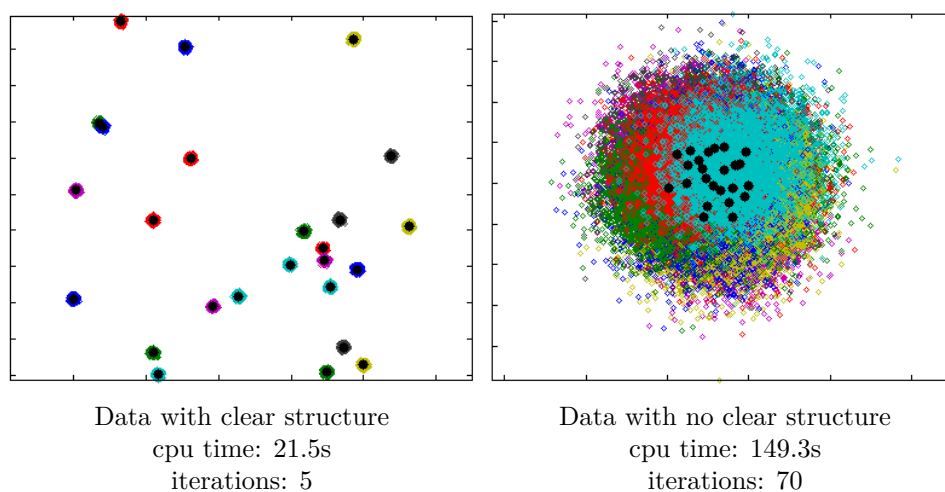 Data with clear structure
cpu time: 21.5s
iterations: 5
Data with no clear structure
cpu time: 149.3s
iterations: 70